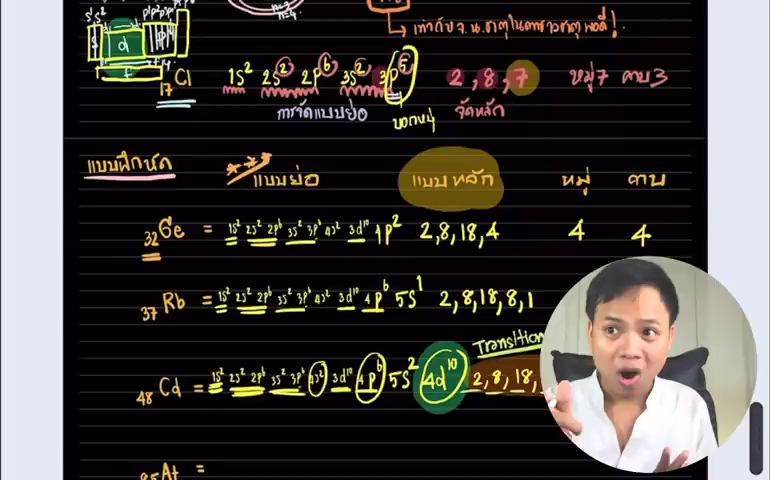 S¹S²
d
f
→ เท่ากับ จ.น. ธาตุในตารางธาตุพอดี!
₁₇Cl 1S² 2S² 2p⁶ 3S² 3p⁵ 2, 8, 7 หมู่ 7 คาบ 3
การจัดแบบย่อ บอกหมู่ จัดหลัก
แบบฝึกหัด แบบย่อ แบบหลัก หมู่ คาบ
₃₂Ge = 1S² 2S² 2p⁶ 3S² 3p⁶ 4S² 3d¹⁰ 4p² 2,8,18,4 4 4
₃₇Rb = 1S² 2S² 2p⁶ 3S² 3p⁶ 4S² 3d¹⁰ 4p⁶ 5S¹ 2,8,18,8,1
Transition
₄₈Cd = 1S² 2S² 2p⁶ 3S² 3p⁶ 4S² 3d¹⁰ 4p⁶ 5S² 4d¹⁰ 2, 8, 18,
₈₅At =